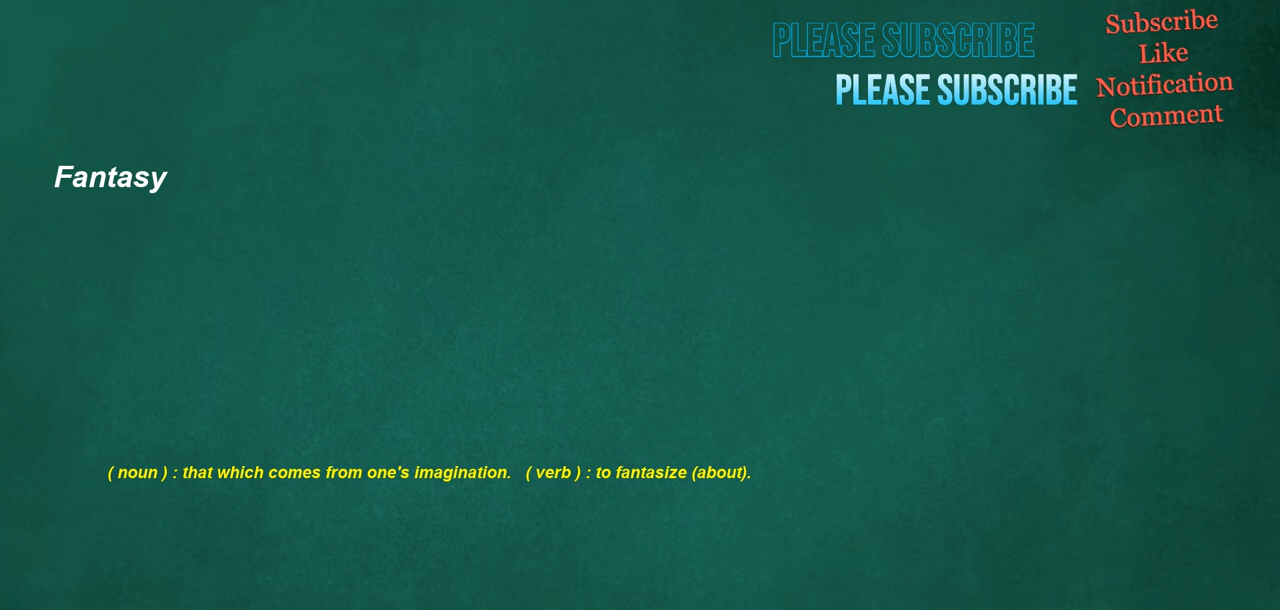 PLEASE SUBSCRIBE
PLEASE SUBSCRIBE
Subscribe
Like
Notification
Comment
Fantasy
( noun ) : that which comes from one's imagination.   ( verb ) : to fantasize (about).